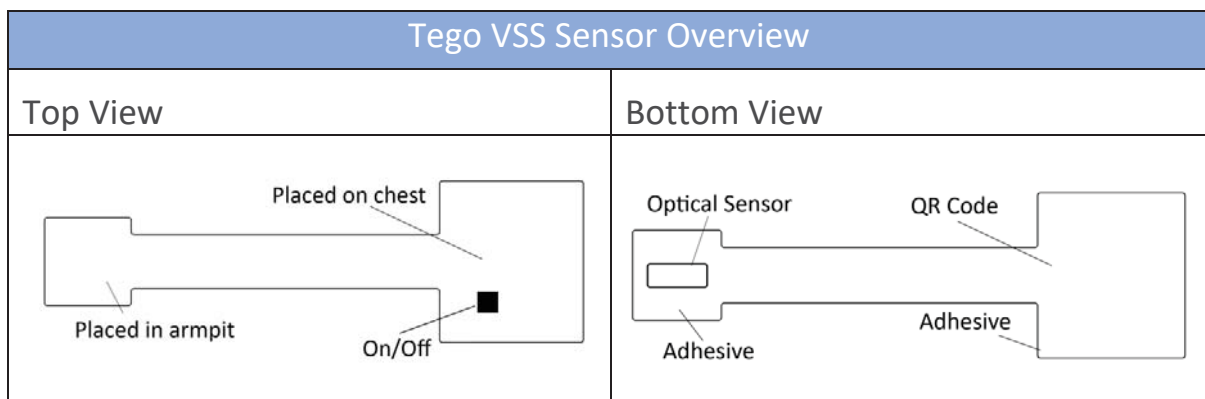 Tego VSS Sensor Overview
Top View
Bottom View
Placed on chest
Placed in armpit
On/Off
Optical Sensor
QR Code
Adhesive
Adhesive